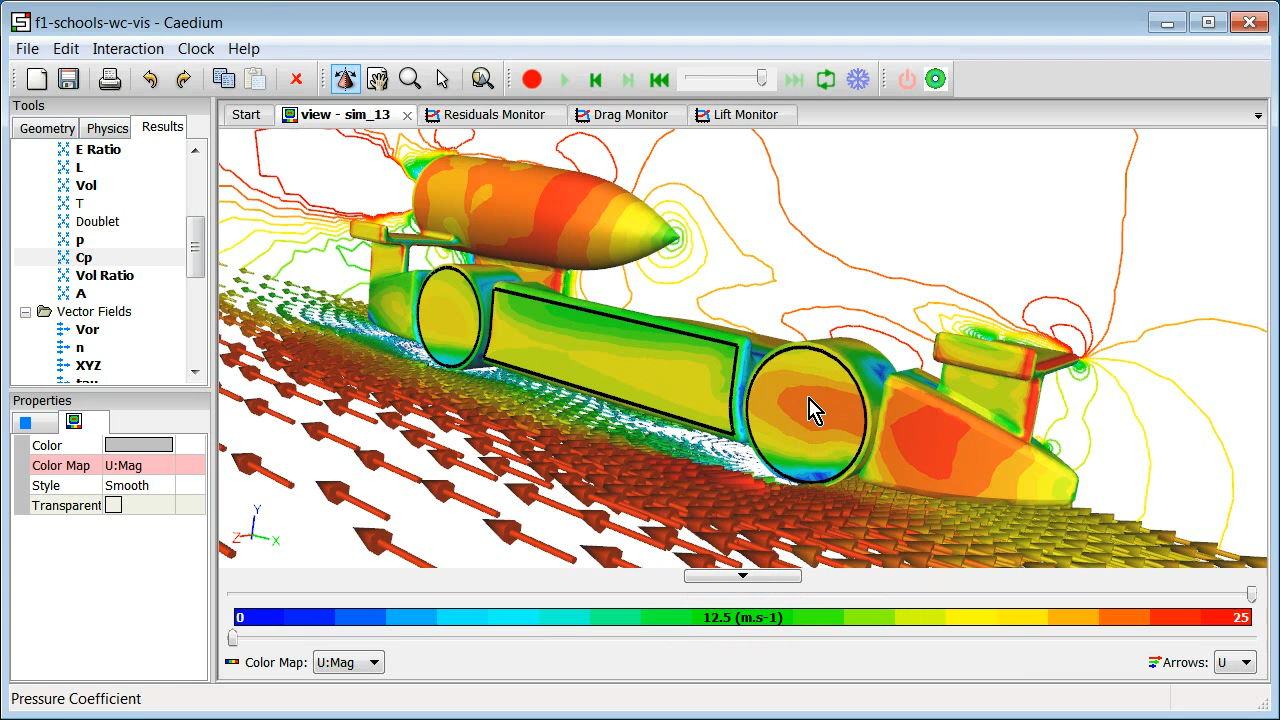 f1-schools-wc-vis - Caedium
File Edit Interaction Clock Help
Tools
Geometry Physics Results
Start view - sim_13 Residuals Monitor Drag Monitor Lift Monitor
E Ratio
L
Vol
T
Doublet
p
Cp
Vol Ratio
A
Vector Fields
Vor
n
XYZ
tau
Properties
Color
Color Map U:Mag
Style Smooth
Transparent
Y
Z X
0 12.5 (m.s-1) 25
Color Map: U:Mag Arrows: U
Pressure Coefficient